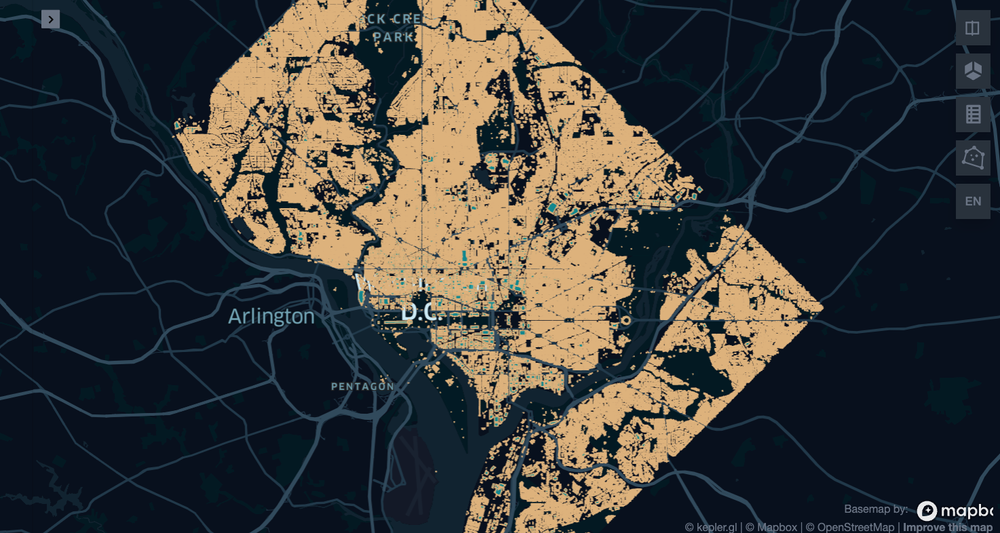 CK CRE
PARK
EN
D.C.
Arlington
PENTAGON
Basemap by: mapbo
© kepler.gl | © Mapbox | © OpenStreetMap | Improve this map